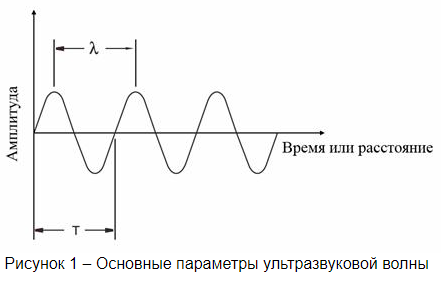 λ
Амплитуда
Время или расстояние
T
Рисунок 1 – Основные параметры ультразвуковой волны